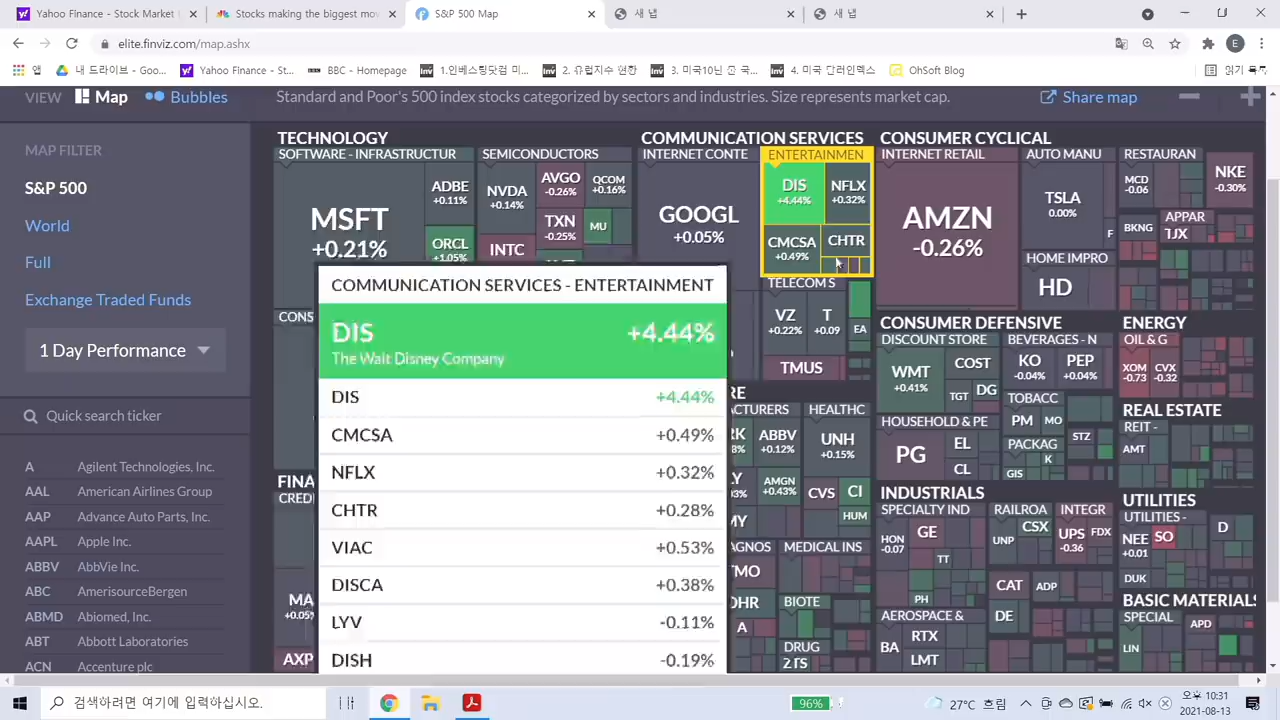 Yahoo Finance - Stock Market
Stocks making the biggest mov
S&P 500 Map
새 탭
새 탭
elite.finviz.com/map.ashx
앱
내 드라이브 - Goo...
Yahoo Finance - St...
BBC - Homepage
1.인베스팅닷컴 미...
2. 유럽지수 현황
3. 미국10년 존 국...
4. 미국 달러인덱스
OhSoft Blog
읽기 목록
VIEW Map Bubbles
Standard and Poor's 500 index stocks categorized by sectors and industries. Size represents market cap.
Share map
MAP FILTER
S&P 500
World
Full
Exchange Traded Funds
1 Day Performance
Quick search ticker
A Agilent Technologies, Inc.
AAL American Airlines Group
AAP Advance Auto Parts, Inc.
AAPL Apple Inc.
ABBV AbbVie Inc.
ABC AmerisourceBergen
ABMD Abiomed, Inc.
ABT Abbott Laboratories
ACN Accenture plc
TECHNOLOGY
SOFTWARE - INFRASTRUCTUR
MSFT
+0.21%
ADBE
+0.11%
ORCL
+1.05%
SEMICONDUCTORS
NVDA
+0.14%
AVGO
-0.26%
QCOM
+0.16%
TXN
-0.25%
MU
INTC
CONS
FINA
CRED
MA
+0.05%
AXP
COMMUNICATION SERVICES
INTERNET CONTE
GOOGL
+0.05%
ENTERTAINMEN
DIS
+4.44%
NFLX
+0.32%
CMCSA
+0.49%
CHTR
TELECOM S
VZ
+0.22%
T
+0.09
EA
TMUS
COMMUNICATION SERVICES - ENTERTAINMENT
DIS +4.44%
The Walt Disney Company
DIS +4.44%
CMCSA +0.49%
NFLX +0.32%
CHTR +0.28%
VIAC +0.53%
DISCA +0.38%
LYV -0.11%
DISH -0.19%
RE
ACTURERS
HEALTHC
ABBV
+0.12%
UNH
+0.15%
AMGN
+0.43%
CVS
CI
HUM
AGNOS
MEDICAL INS
TMO
DHR
A
BIOTE
DRUG
ZTS
CONSUMER CYCLICAL
INTERNET RETAIL
AMZN
-0.26%
AUTO MANU
TSLA
0.00%
F
HOME IMPRO
HD
RESTAURAN
MCD
-0.06
BKNG
NKE
-0.30%
APPAR
TJX
CONSUMER DEFENSIVE
DISCOUNT STORE
WMT
+0.41%
COST
TGT
DG
BEVERAGES - N
KO
-0.04%
PEP
+0.04%
TOBACC
PM
MO
HOUSEHOLD & PE
PG
EL
CL
PACKAG
K
GIS
STZ
ENERGY
OIL & G
XOM
-0.73
CVX
-0.32
REAL ESTATE
REIT -
AMT
INDUSTRIALS
SPECIALTY IND
HON
-0.07
GE
TT
PH
RAILROA
UNP
CSX
INTEGR
UPS
-0.36
FDX
CAT
ADP
DE
AEROSPACE &
BA
RTX
LMT
UTILITIES
UTILITIES -
NEE
+0.01
SO
D
DUK
BASIC MATERIALS
SPECIAL
LIN
APD
검색하려면 여기에 입력하십시오.
96%
27°C 흐림
오후 10:31
2021-08-13